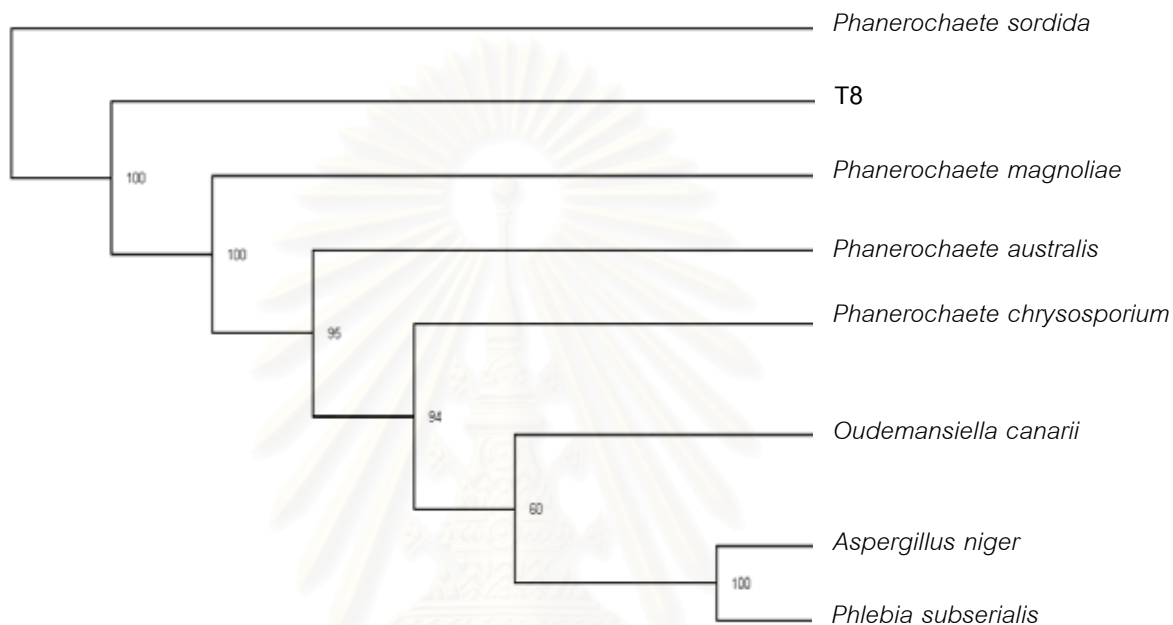 Phanerochaete sordida
T8
100
Phanerochaete magnoliae
100
Phanerochaete australis
95
Phanerochaete chrysosporium
94
Oudemansiella canarii
60
Aspergillus niger
100
Phlebia subserialis